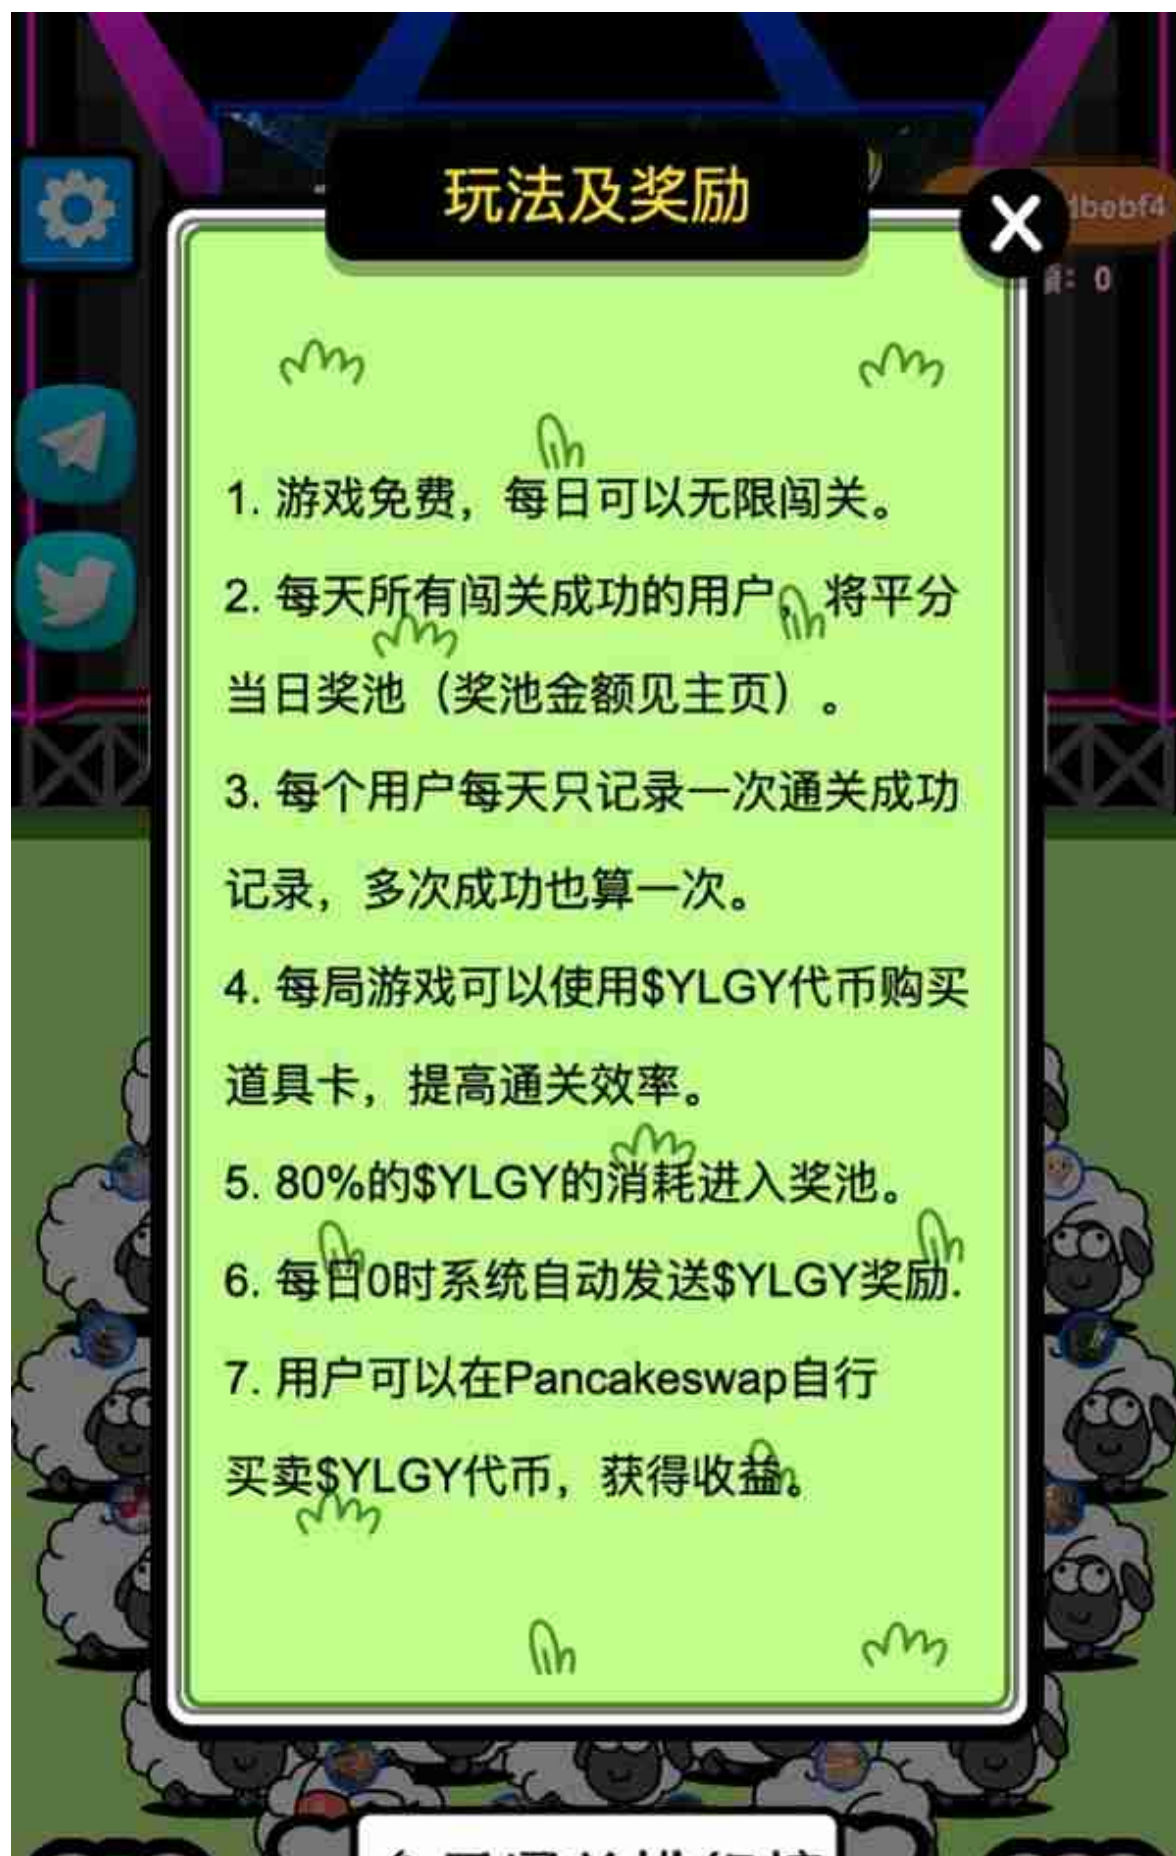 玩法及奖励
dbebf4
: 0
1. 游戏免费，每日可以无限闯关。
2. 每天所有闯关成功的用户，将平分
当日奖池（奖池金额见主页）。
3. 每个用户每天只记录一次通关成功
记录，多次成功也算一次。
4. 每局游戏可以使用$YLGY代币购买
道具卡，提高通关效率。
5. 80%的$YLGY的消耗进入奖池。
6. 每日0时系统自动发送$YLGY奖励.
7. 用户可以在Pancakeswap自行
买卖$YLGY代币，获得收益。